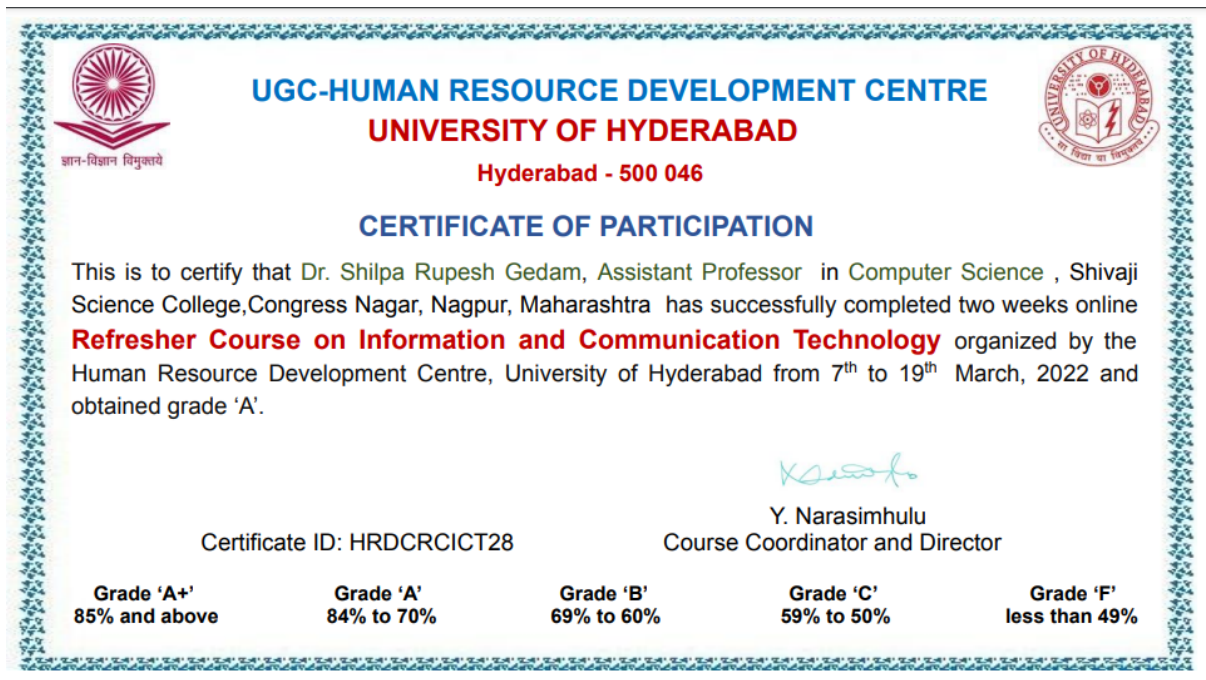 ज्ञान-विज्ञान विमुक्तये
UNIVERSITY OF HYDERABAD
सा विद्या या विमुक्तये
UGC-HUMAN RESOURCE DEVELOPMENT CENTRE
UNIVERSITY OF HYDERABAD
Hyderabad - 500 046
CERTIFICATE OF PARTICIPATION
This is to certify that Dr. Shilpa Rupesh Gedam, Assistant Professor in Computer Science , Shivaji
Science College,Congress Nagar, Nagpur, Maharashtra has successfully completed two weeks online
Refresher Course on Information and Communication Technology organized by the
Human Resource Development Centre, University of Hyderabad from 7th to 19th March, 2022 and
obtained grade ‘A’.
Y. Narasimhulu
Certificate ID: HRDCRCICT28 Course Coordinator and Director
Grade ‘A+’ Grade ‘A’ Grade ‘B’ Grade ‘C’ Grade ‘F’
85% and above 84% to 70% 69% to 60% 59% to 50% less than 49%